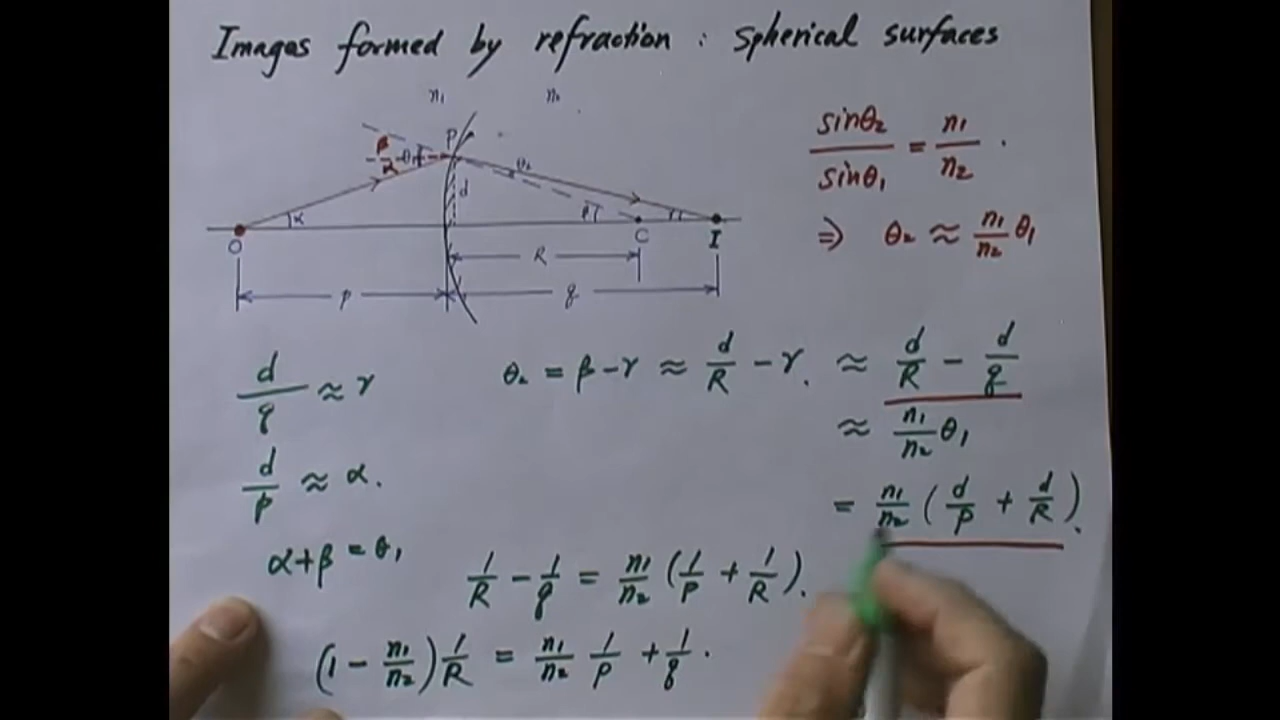 Images formed by refraction : spherical surfaces
n₁ n₂
sinθ₂/sinθ₁ = n₁/n₂ .
⇒ θ₂ ≈ n₁/n₂ θ₁
P
β
α θ₁ θ₂
d
α β γ
O C I
R
p q
d/q ≈ γ
θ₂ = β - γ ≈ d/R - γ . ≈ d/R - d/q
≈ n₁/n₂ θ₁
d/p ≈ α.
= n₁/n₂ ( d/p + d/R ) .
α+β = θ₁
1/R - 1/q = n₁/n₂ ( 1/p + 1/R ) .
(1 - n₁/n₂) 1/R = n₁/n₂ 1/p + 1/q .